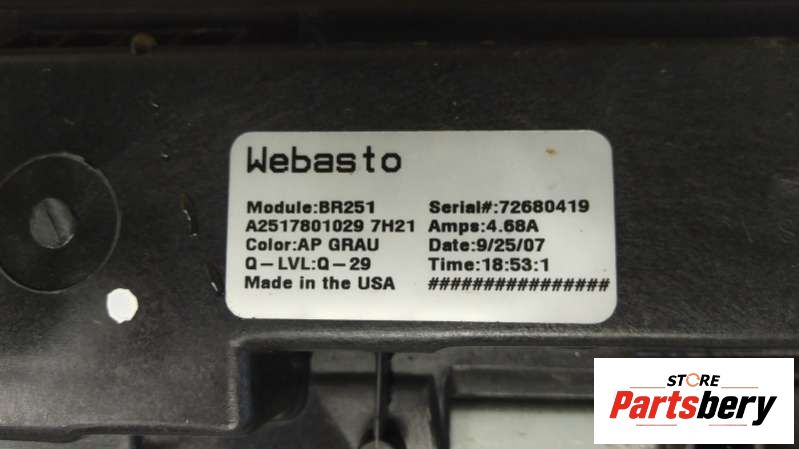 Webasto
Module:BR251 Serial#:72680419
A2517801029 7H21 Amps:4.68A
Color:AP GRAU Date:9/25/07
Q-LVL:Q-29 Time:18:53:1
Made in the USA ################
STORE
Partsbery